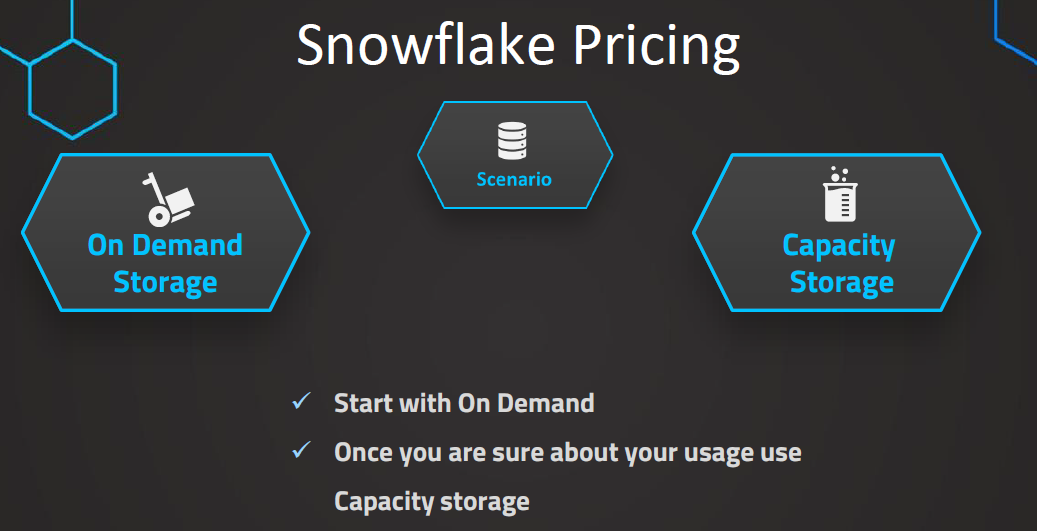 Snowflake Pricing
Scenario
On Demand
Storage
Capacity
Storage
Start with On Demand
Once you are sure about your usage use
Capacity storage